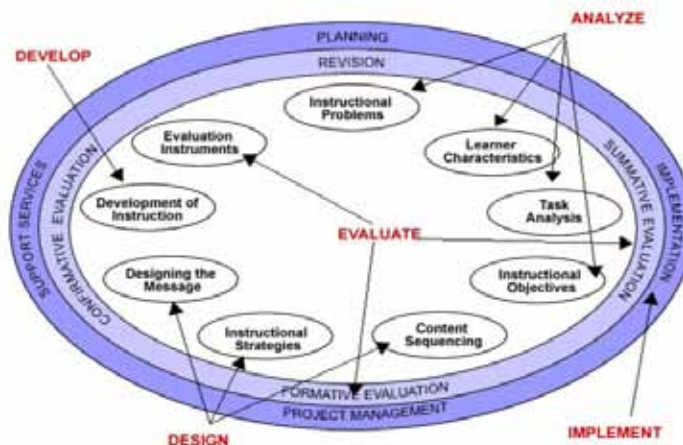 ANALYZE
PLANNING
DEVELOP
REVISION
Instructional
Problems
Evaluation
Instruments
Learner
Characteristics
SUPPORT SERVICES
CONFIRMATIVE EVALUATION
SUMMATIVE EVALUATION
IMPLEMENTATION
Development of
Instruction
Task
Analysis
EVALUATE
Designing the
Message
Instructional
Objectives
Instructional
Strategies
Content
Sequencing
FORMATIVE EVALUATION
PROJECT MANAGEMENT
DESIGN
IMPLEMENT